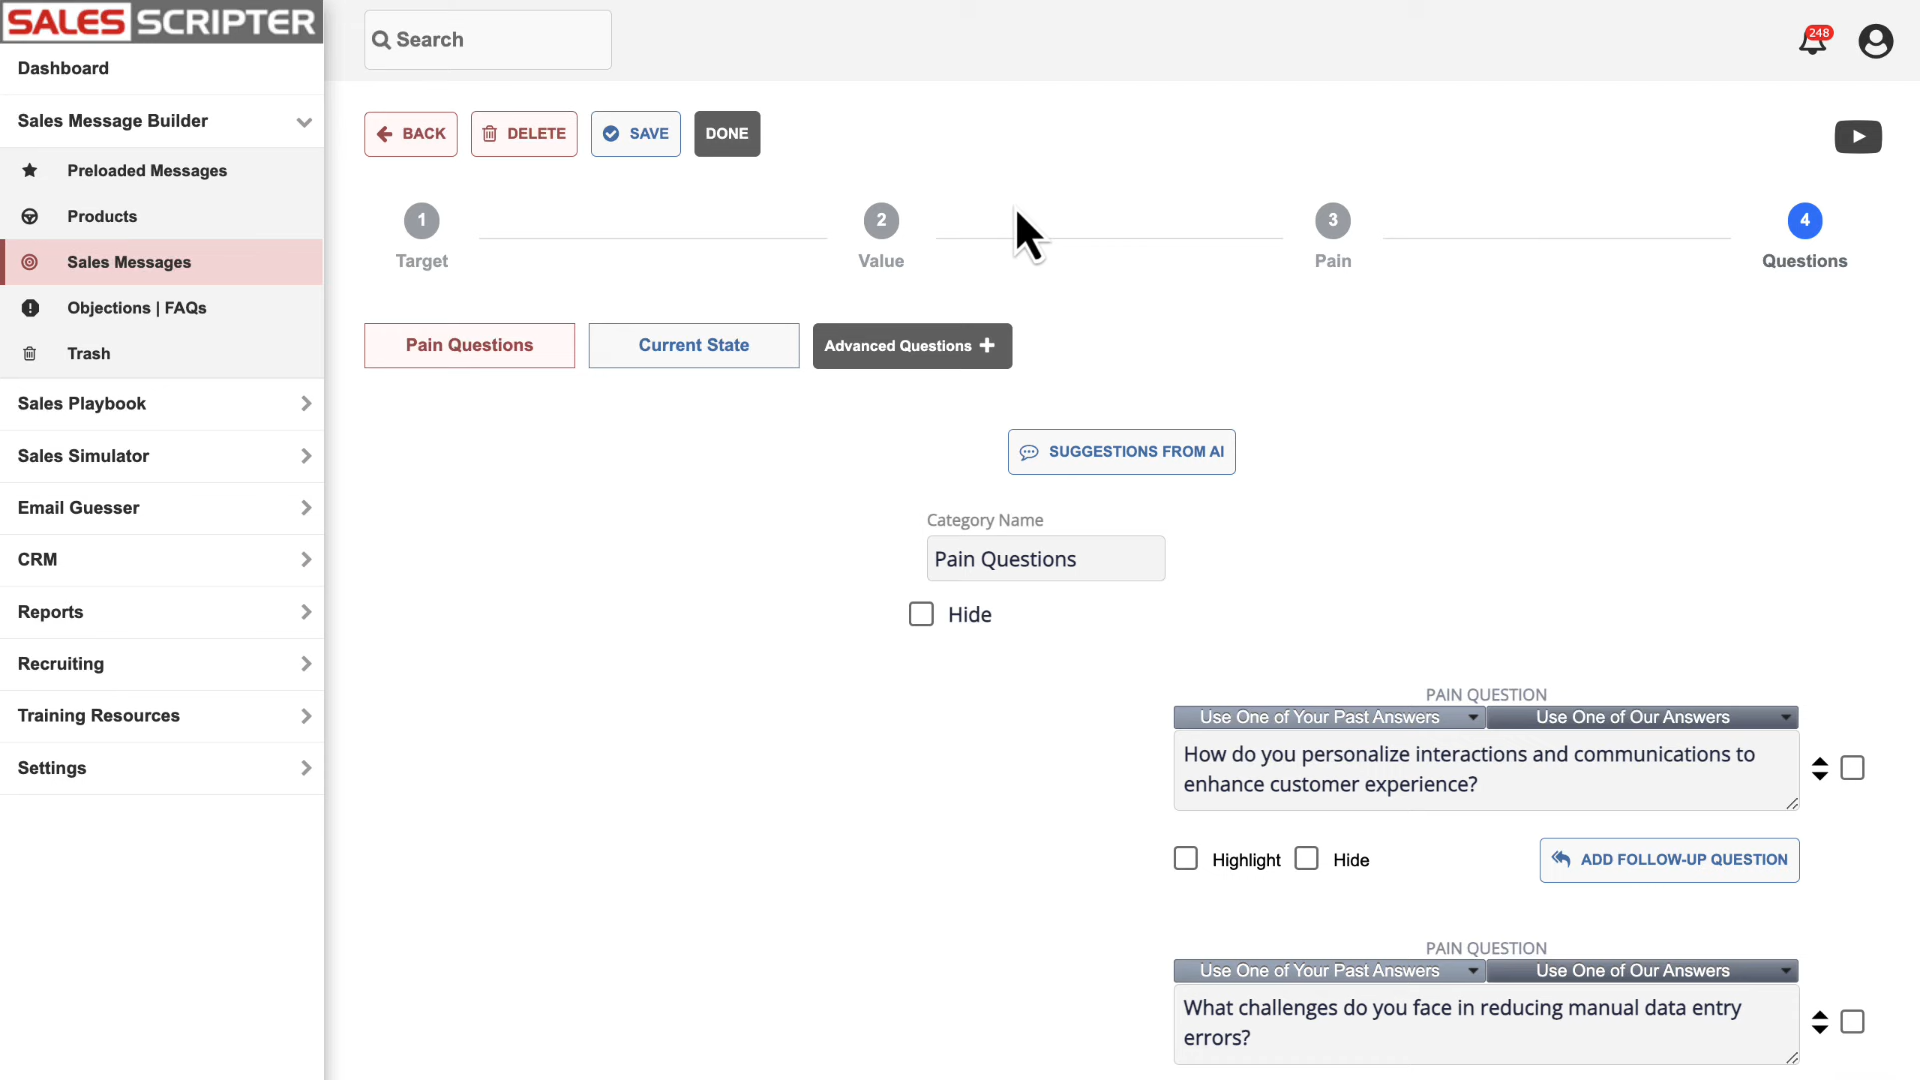 SALES SCRIPTER
Search
248
Dashboard
Sales Message Builder
Preloaded Messages
Products
Sales Messages
Objections | FAQs
Trash
Sales Playbook
Sales Simulator
Email Guesser
CRM
Reports
Recruiting
Training Resources
Settings
BACK
DELETE
SAVE
DONE
1
Target
2
Value
3
Pain
4
Questions
Pain Questions
Current State
Advanced Questions
SUGGESTIONS FROM AI
Category Name
Pain Questions
Hide
PAIN QUESTION
Use One of Your Past Answers
Use One of Our Answers
How do you personalize interactions and communications to
enhance customer experience?
Highlight
Hide
ADD FOLLOW-UP QUESTION
PAIN QUESTION
Use One of Your Past Answers
Use One of Our Answers
What challenges do you face in reducing manual data entry
errors?